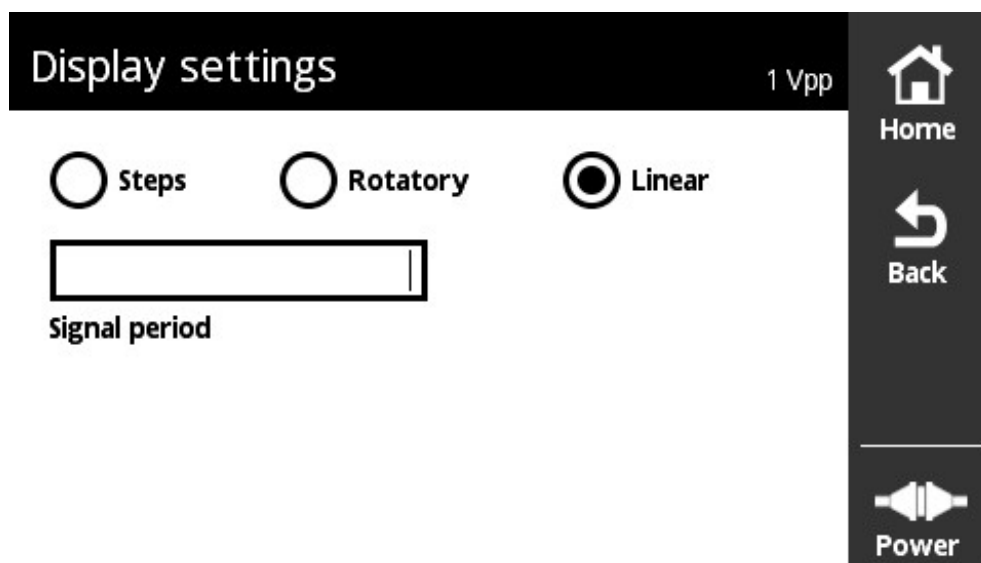 Display settings
1 Vpp
Home
Steps
Rotatory
Linear
Back
Signal period
Power